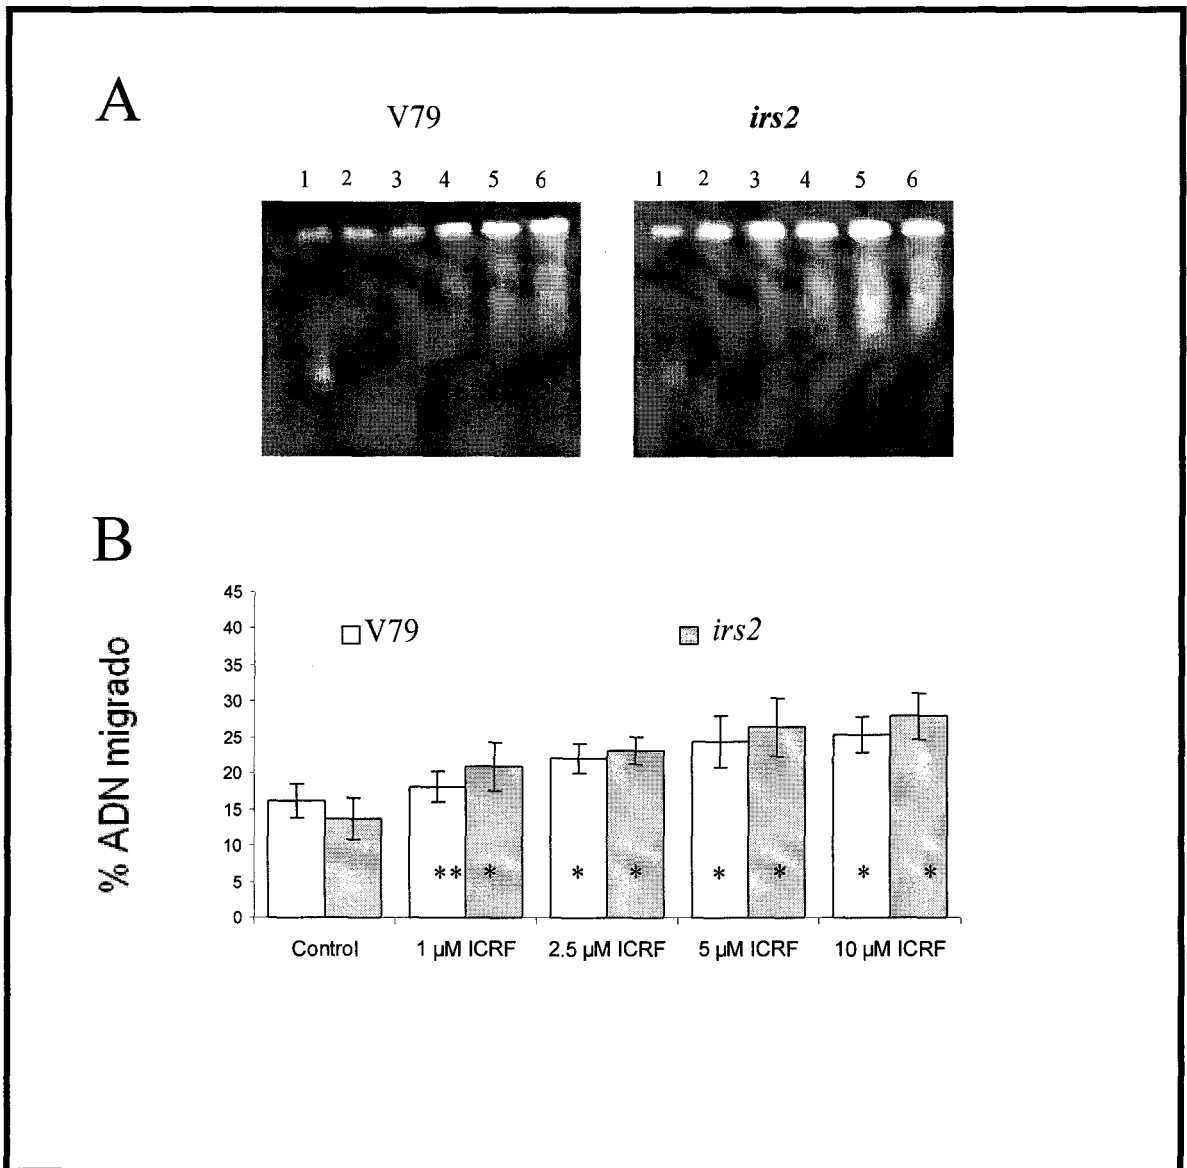 A
V79 irs2
1 2 3 4 5 6 1 2 3 4 5 6
B
% ADN migrado
45
40
35
30
25
20
15
10
5
0
V79 irs2
** * * * * * * *
Control 1 µM ICRF 2.5 µM ICRF 5 µM ICRF 10 µM ICRF